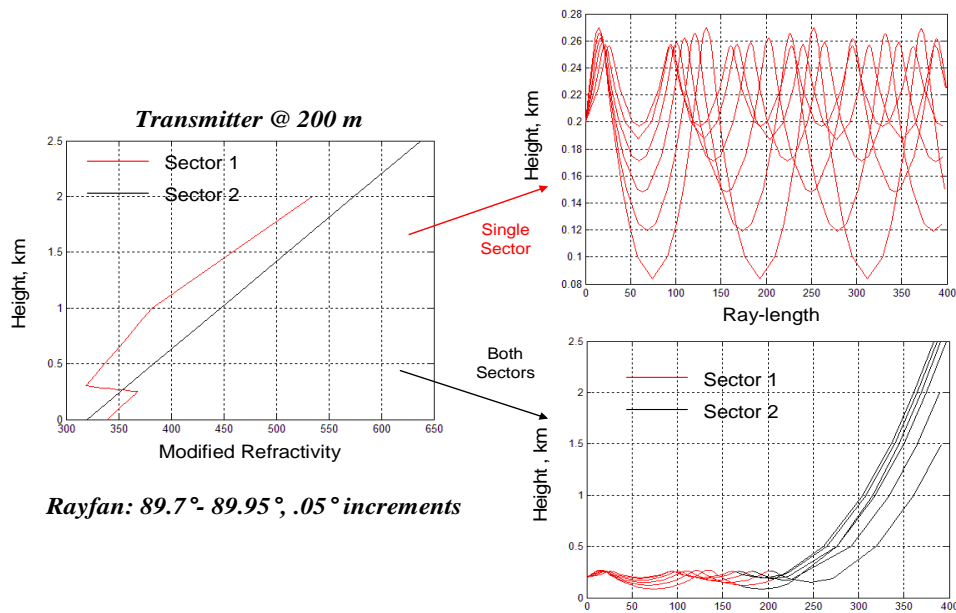 Transmitter @ 200 m
2.5
2
1.5
1
0.5
0
Height, km
Sector 1
Sector 2
300 350 400 450 500 550 600 650
Modified Refractivity
Rayfan: 89.7°- 89.95°, .05° increments
Single
Sector
Both
Sectors
0.28
0.26
0.24
0.22
0.2
0.18
0.16
0.14
0.12
0.1
0.08
Height, km
0 50 100 150 200 250 300 350 400
Ray-length
2.5
2
1.5
1
0.5
0
Height , km
Sector 1
Sector 2
0 50 100 150 200 250 300 350 400